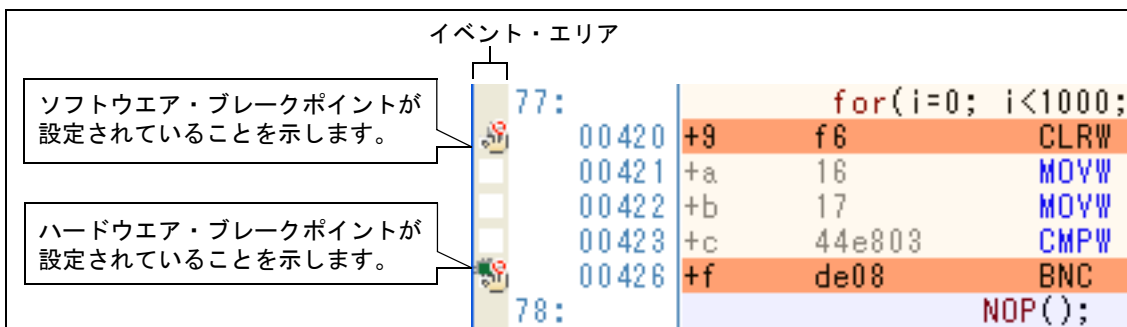 イベント・エリア
ソフトウエア・ブレークポイントが
設定されていることを示します。
ハードウエア・ブレークポイントが
設定されていることを示します。
77: for(i=0; i<1000;
00420 +9 f6 CLRW
00421 +a 16 MOVW
00422 +b 17 MOVW
00423 +c 44e803 CMPW
00426 +f de08 BNC
78: NOP();